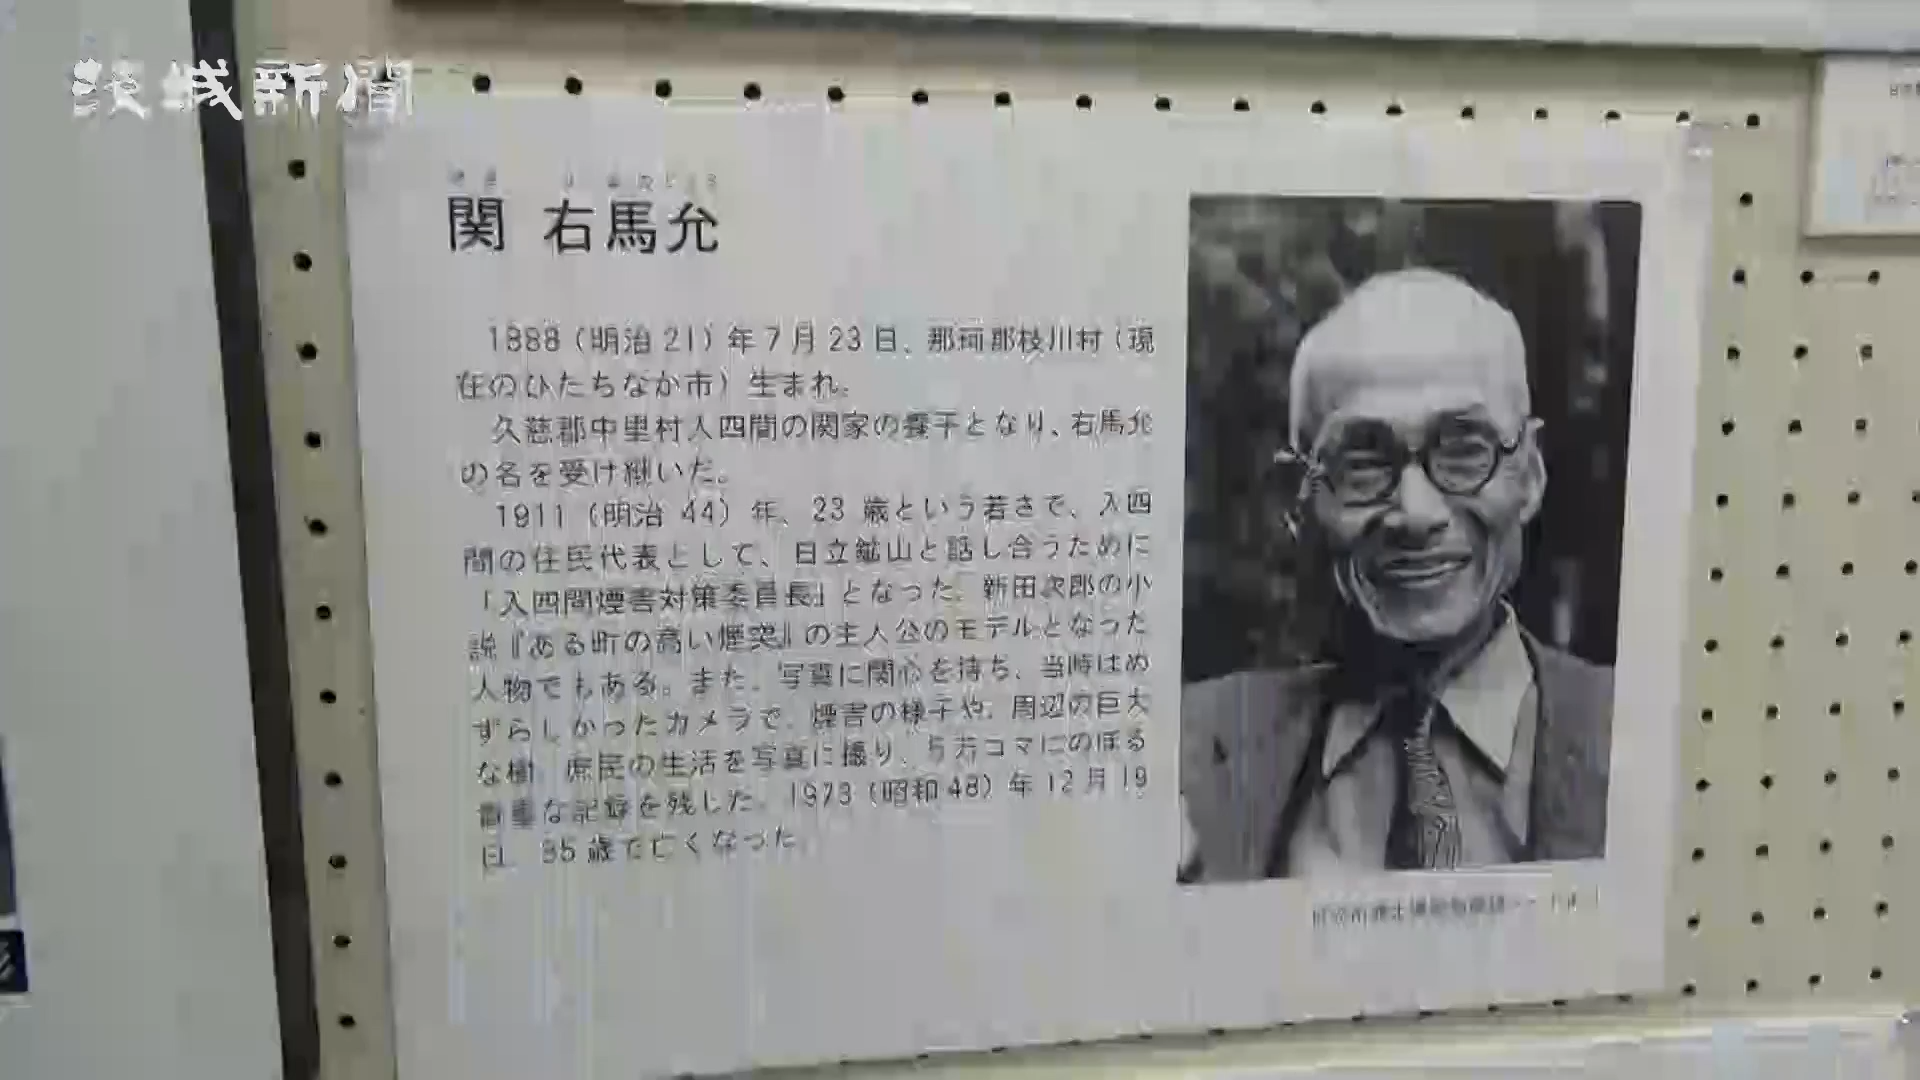 茨城新聞
関 右馬允
1888（明治 21）年 7 月 23 日、那珂郡枝川村（現
在のひたちなか市）生まれ。
久慈郡中里村入四間の関家の養子となり、右馬允
の名を受け継いだ。
1911（明治 44）年、23 歳という若さで、入四
間の住民代表として、日立鉱山と話し合うために
「入四間煙害対策委員長」となった。新田次郎の小
説『ある町の高い煙突』の主人公のモデルとなった
人物でもある。また、写真に関心を持ち、当時はめ
ずらしかったカメラで、煙害の様子や、周辺の巨大
な樹、庶民の生活を写真に撮り、コマにのぼる
貴重な記録を残した。1973（昭和 48）年 12 月 19
日、85 歳で亡くなった。